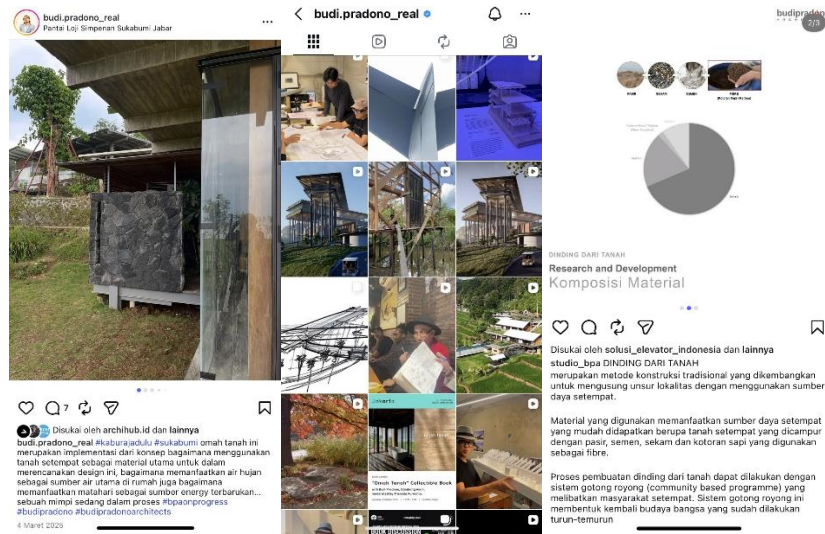 budi.pradono_real
Pantai Loji Simpenan Sukabumi Jabar
7
Disukai oleh archihub.id dan lainnya
budi.pradono_real #kaburajadulu #sukabumi omah tanah ini
merupakan implementasi dari konsep bagaimana menggunakan
tanah setempat sebagai material utama untuk dalam
merencanakan design ini, bagaimana memanfaatkan air hujan
sebagai sumber air utama di rumah juga bagaimana
memanfaatkan matahari sebagai sumber energy terbarukan...
sebuah mimpi sedang dalam proses #bpaonprogress
#budipradono #budipradonoarchitects
4 Maret 2026
budi.pradono_real
Jakarta
"Omah Tanah" Collectible Book
budipradono
2/3
DINDING DARI TANAH
Research and Development
Komposisi Material
Disukai oleh solusi_elevator_indonesia dan lainnya
studio_bpa DINDING DARI TANAH
merupakan metode konstruksi tradisional yang dikembangkan
untuk mengusung unsur lokalitas dengan menggunakan sumber
daya setempat.
Material yang digunakan memanfaatkan sumber daya setempat
yang mudah didapatkan berupa tanah setempat yang dicampur
dengan pasir, semen, sekam dan kotoran sapi yang digunakan
sebagai fibre.
Proses pembuatan dinding dari tanah dapat dilakukan dengan
sistem gotong royong (community based programme) yang
melibatkan masyarakat setempat. Sistem gotong royong ini
membentuk kembali budaya bangsa yang sudah dilakukan
turun-temurun